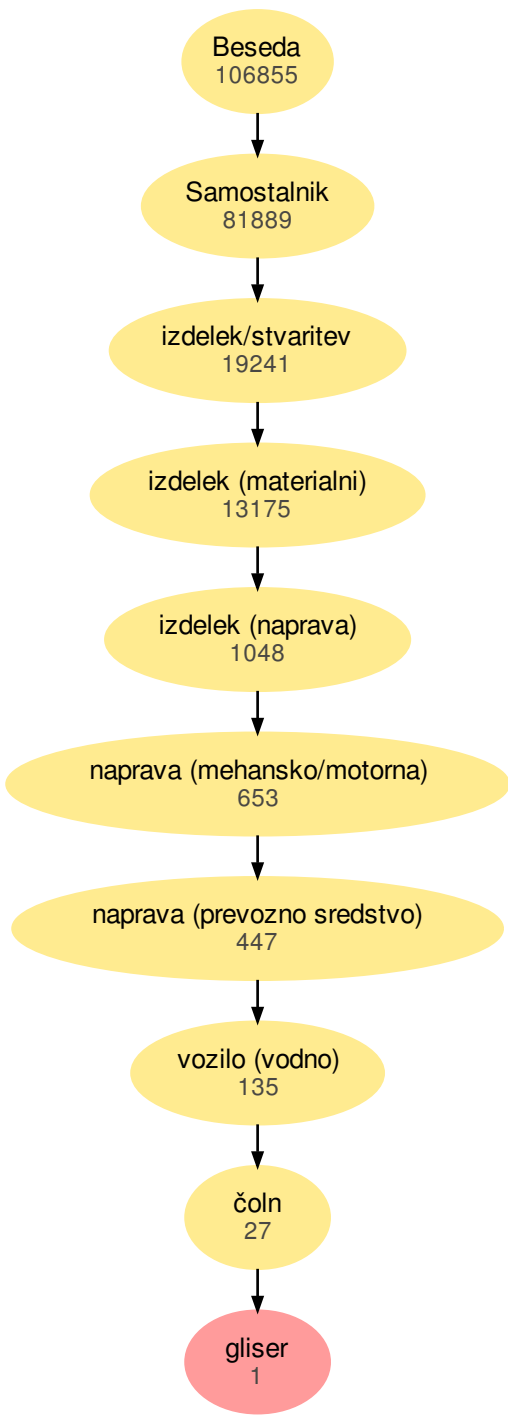 Beseda
106855
Samostalnik
81889
izdelek/stvaritev
19241
izdelek (materialni)
13175
izdelek (naprava)
1048
naprava (mehansko/motorna)
653
naprava (prevozno sredstvo)
447
vozilo (vodno)
135
čoln
27
gliser
1